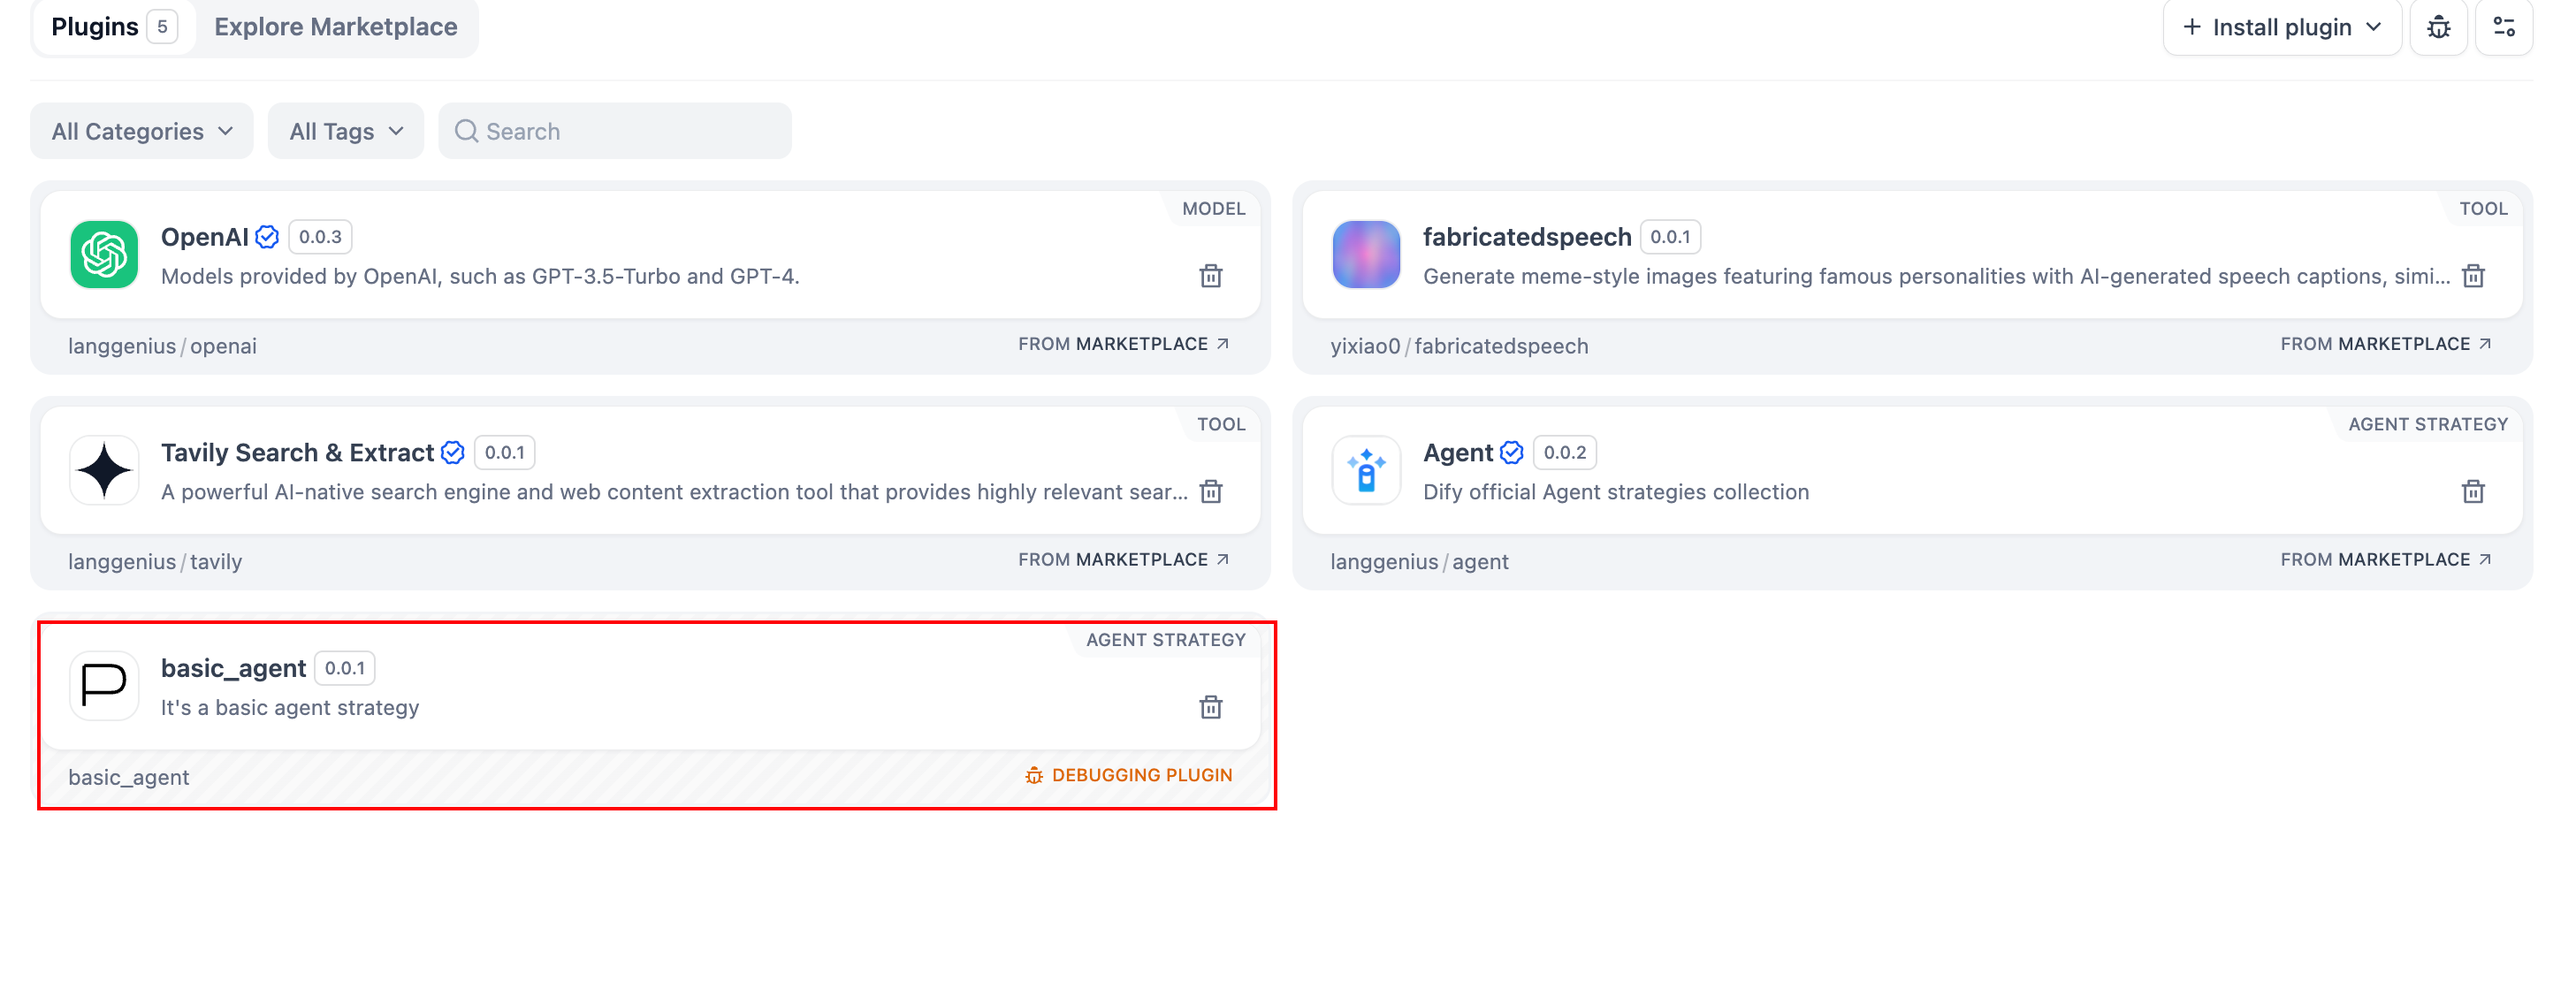 Plugins 5 Explore Marketplace
+ Install plugin
All Categories All Tags Search
MODEL
OpenAI 0.0.3
Models provided by OpenAI, such as GPT-3.5-Turbo and GPT-4.
langgenius / openai FROM MARKETPLACE
TOOL
fabricatedspeech 0.0.1
Generate meme-style images featuring famous personalities with AI-generated speech captions, simi...
yixiao0 / fabricatedspeech FROM MARKETPLACE
TOOL
Tavily Search & Extract 0.0.1
A powerful AI-native search engine and web content extraction tool that provides highly relevant sear...
langgenius / tavily FROM MARKETPLACE
AGENT STRATEGY
Agent 0.0.2
Dify official Agent strategies collection
langgenius / agent FROM MARKETPLACE
AGENT STRATEGY
basic_agent 0.0.1
It's a basic agent strategy
basic_agent DEBUGGING PLUGIN